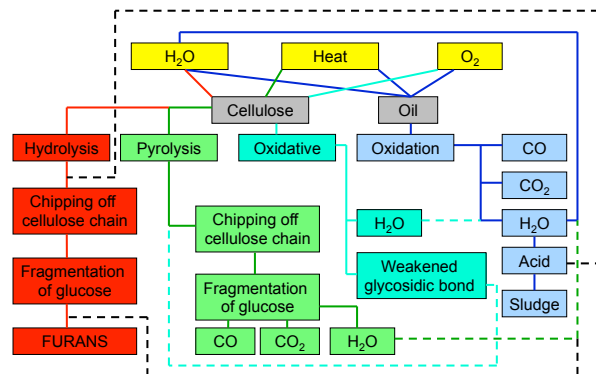 H₂O
Heat
O₂
Cellulose
Oil
Hydrolysis
Pyrolysis
Oxidative
Oxidation
CO
CO₂
Chipping off
cellulose chain
Chipping off
cellulose chain
H₂O
H₂O
Fragmentation
of glucose
Weakened
glycosidic bond
Acid
Fragmentation
of glucose
Sludge
FURANS
CO
CO₂
H₂O